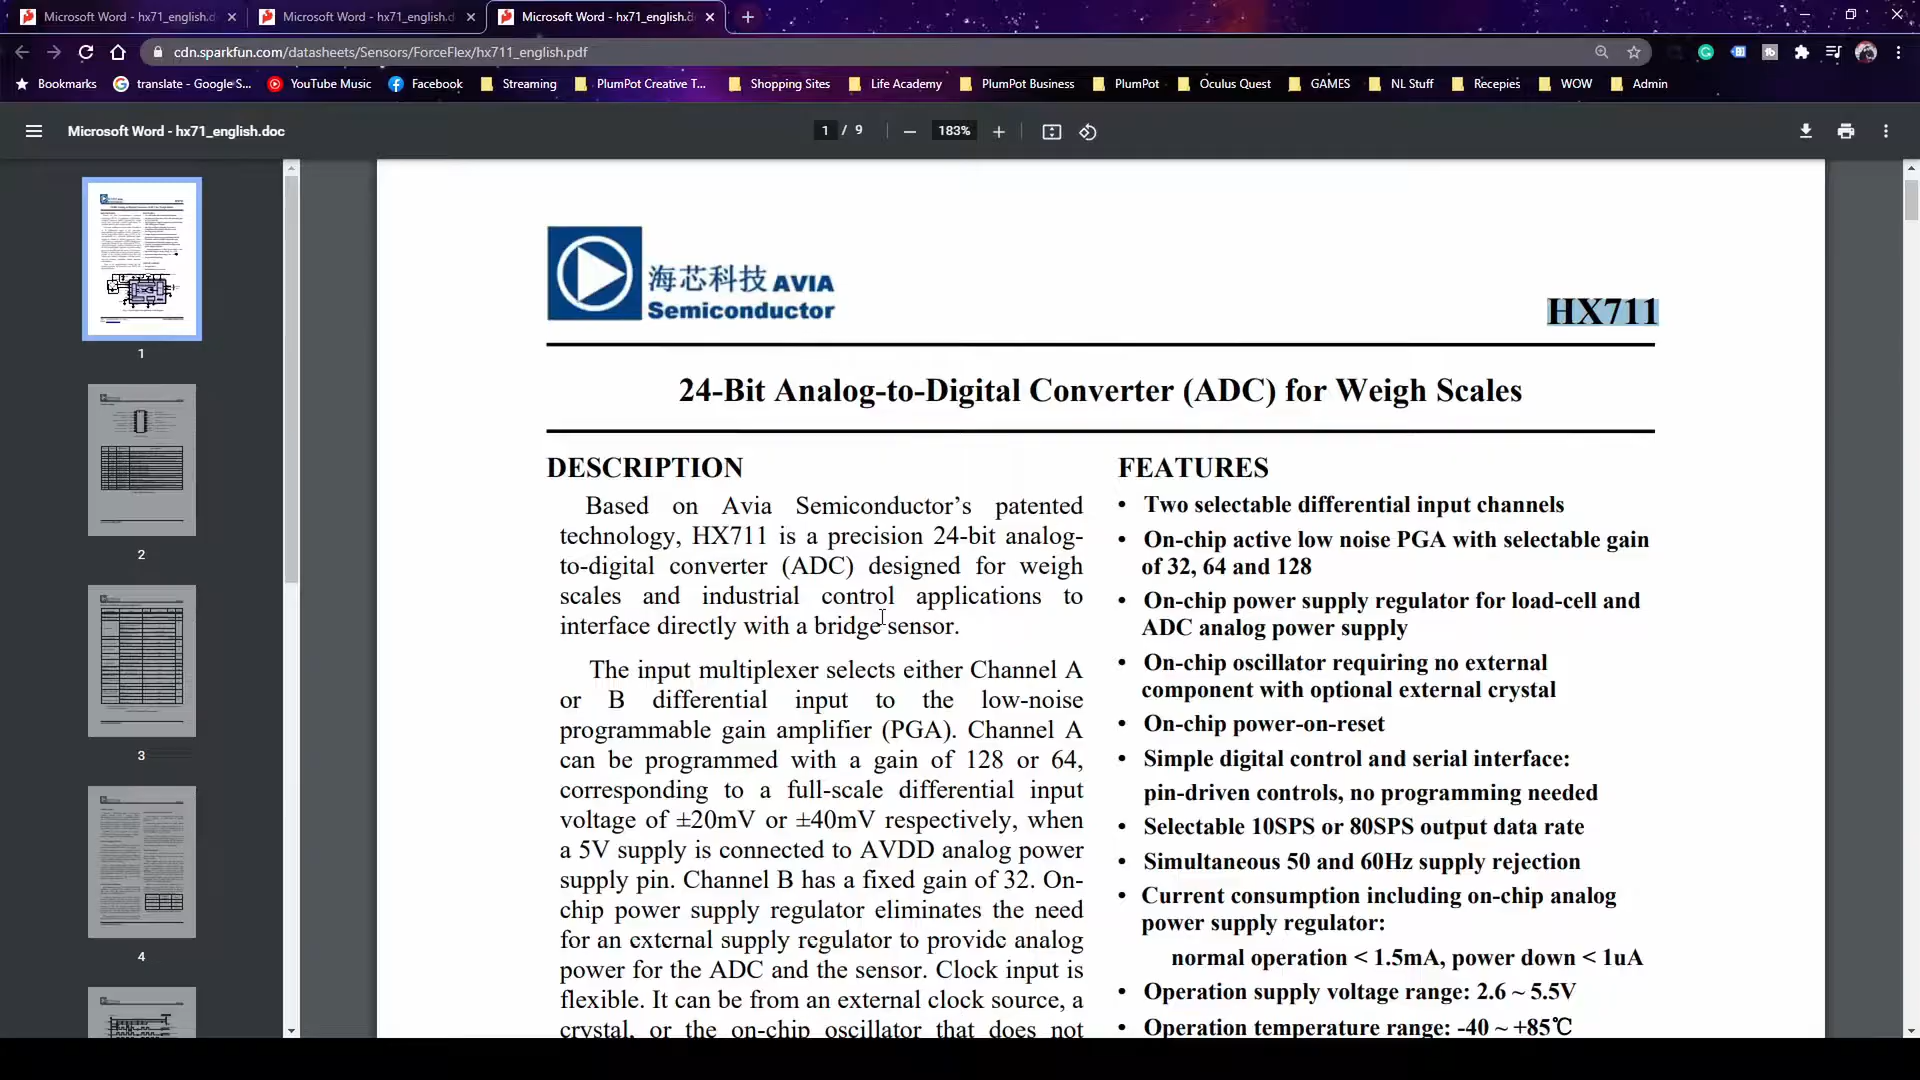 Microsoft Word - hx71_english.d
Microsoft Word - hx71_english.d
Microsoft Word - hx71_english.d
cdn.sparkfun.com/datasheets/Sensors/ForceFlex/hx711_english.pdf
Bookmarks translate - Google S... YouTube Music Facebook Streaming PlumPot Creative T... Shopping Sites Life Academy PlumPot Business PlumPot Oculus Quest GAMES NL Stuff Recepies WOW Admin
Microsoft Word - hx71_english.doc
1 / 9
183%
1
2
3
4
海芯科技 AVIA
Semiconductor
HX711
24-Bit Analog-to-Digital Converter (ADC) for Weigh Scales
DESCRIPTION
Based on Avia Semiconductor’s patented
technology, HX711 is a precision 24-bit analog-
to-digital converter (ADC) designed for weigh
scales and industrial control applications to
interface directly with a bridge sensor.
The input multiplexer selects either Channel A
or B differential input to the low-noise
programmable gain amplifier (PGA). Channel A
can be programmed with a gain of 128 or 64,
corresponding to a full-scale differential input
voltage of ±20mV or ±40mV respectively, when
a 5V supply is connected to AVDD analog power
supply pin. Channel B has a fixed gain of 32. On-
chip power supply regulator eliminates the need
for an external supply regulator to provide analog
power for the ADC and the sensor. Clock input is
flexible. It can be from an external clock source, a
crystal, or the on-chip oscillator that does not
FEATURES
• Two selectable differential input channels
• On-chip active low noise PGA with selectable gain
of 32, 64 and 128
• On-chip power supply regulator for load-cell and
ADC analog power supply
• On-chip oscillator requiring no external
component with optional external crystal
• On-chip power-on-reset
• Simple digital control and serial interface:
pin-driven controls, no programming needed
• Selectable 10SPS or 80SPS output data rate
• Simultaneous 50 and 60Hz supply rejection
• Current consumption including on-chip analog
power supply regulator:
normal operation < 1.5mA, power down < 1uA
• Operation supply voltage range: 2.6 ~ 5.5V
• Operation temperature range: -40 ~ +85℃